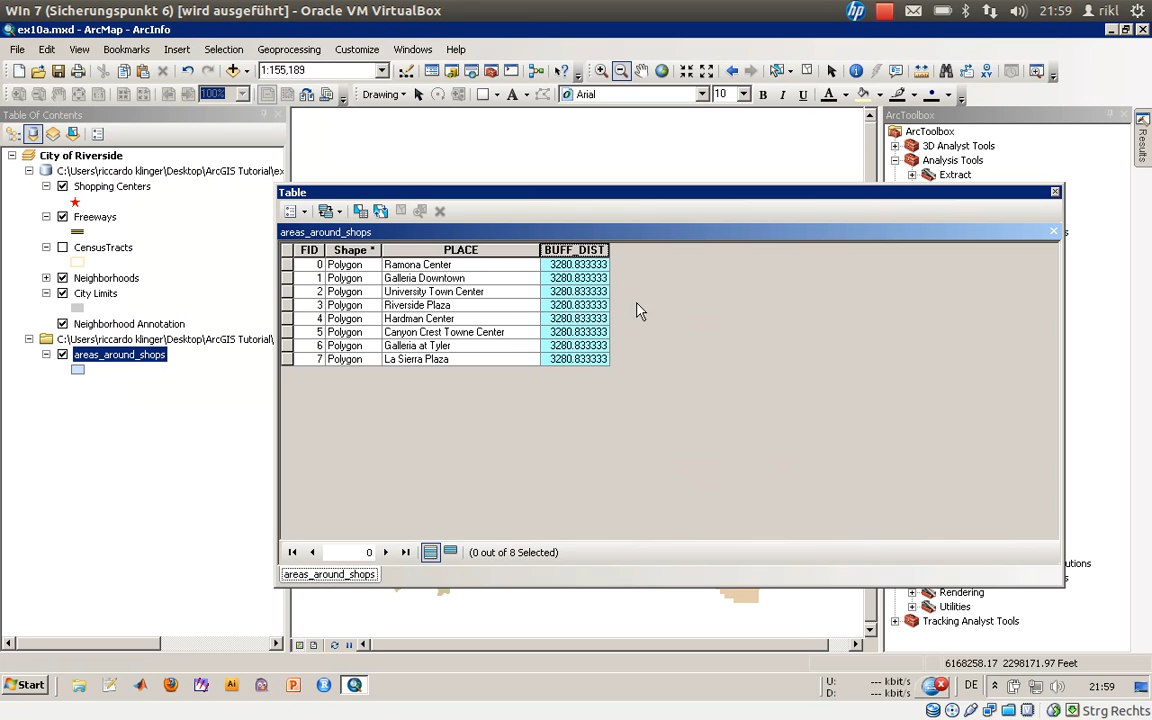 WIn 7 (Sicherungspunkt 6) [wird ausgeführt] - Oracle VM VirtualBox
21:59
rikl
ex10a.mxd - ArcMap - ArcInfo
File Edit View Bookmarks Insert Selection Geoprocessing Customize Windows Help
1:155,189
100%
Drawing
Arial
10
B I U A
Table Of Contents
ArcToolbox
Results
City of Riverside
C:\Users\riccardo klinger\Desktop\ArcGIS Tutorial\ex
Shopping Centers
Freeways
CensusTracts
Neighborhoods
City Limits
Neighborhood Annotation
C:\Users\riccardo klinger\Desktop\ArcGIS Tutorial\
areas_around_shops
ArcToolbox
3D Analyst Tools
Analysis Tools
Extract
Table
areas_around_shops
FID Shape * PLACE BUFF_DIST
0 Polygon Ramona Center 3280.833333
1 Polygon Galleria Downtown 3280.833333
2 Polygon University Town Center 3280.833333
3 Polygon Riverside Plaza 3280.833333
4 Polygon Hardman Center 3280.833333
5 Polygon Canyon Crest Towne Center 3280.833333
6 Polygon Galleria at Tyler 3280.833333
7 Polygon La Sierra Plaza 3280.833333
0
(0 out of 8 Selected)
areas_around_shops
utions
s
Rendering
Utilities
Tracking Analyst Tools
6168258.17 2298171.97 Feet
Start
U: --- kbit/s
D: --- kbit/s
DE
21:59
Strg Rechts